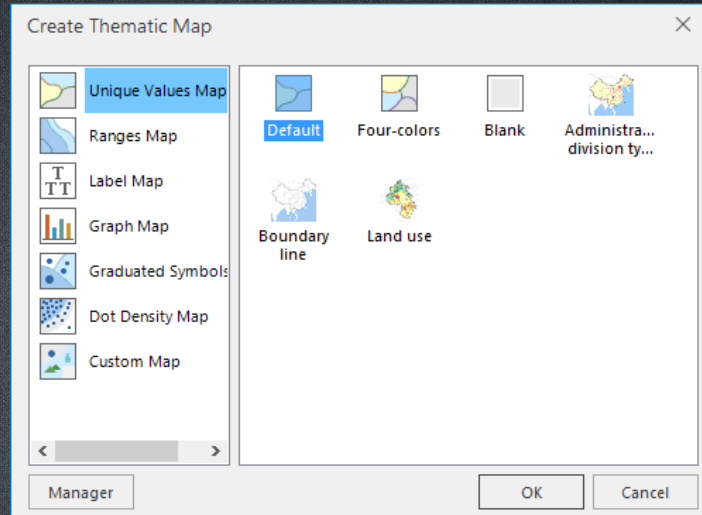 Create Thematic Map
Unique Values Map
Ranges Map
T
TT
Label Map
Graph Map
Graduated Symbols
Dot Density Map
Custom Map
Default
Four-colors
Blank
Administra...
division ty...
Boundary
line
Land use
Manager
OK
Cancel